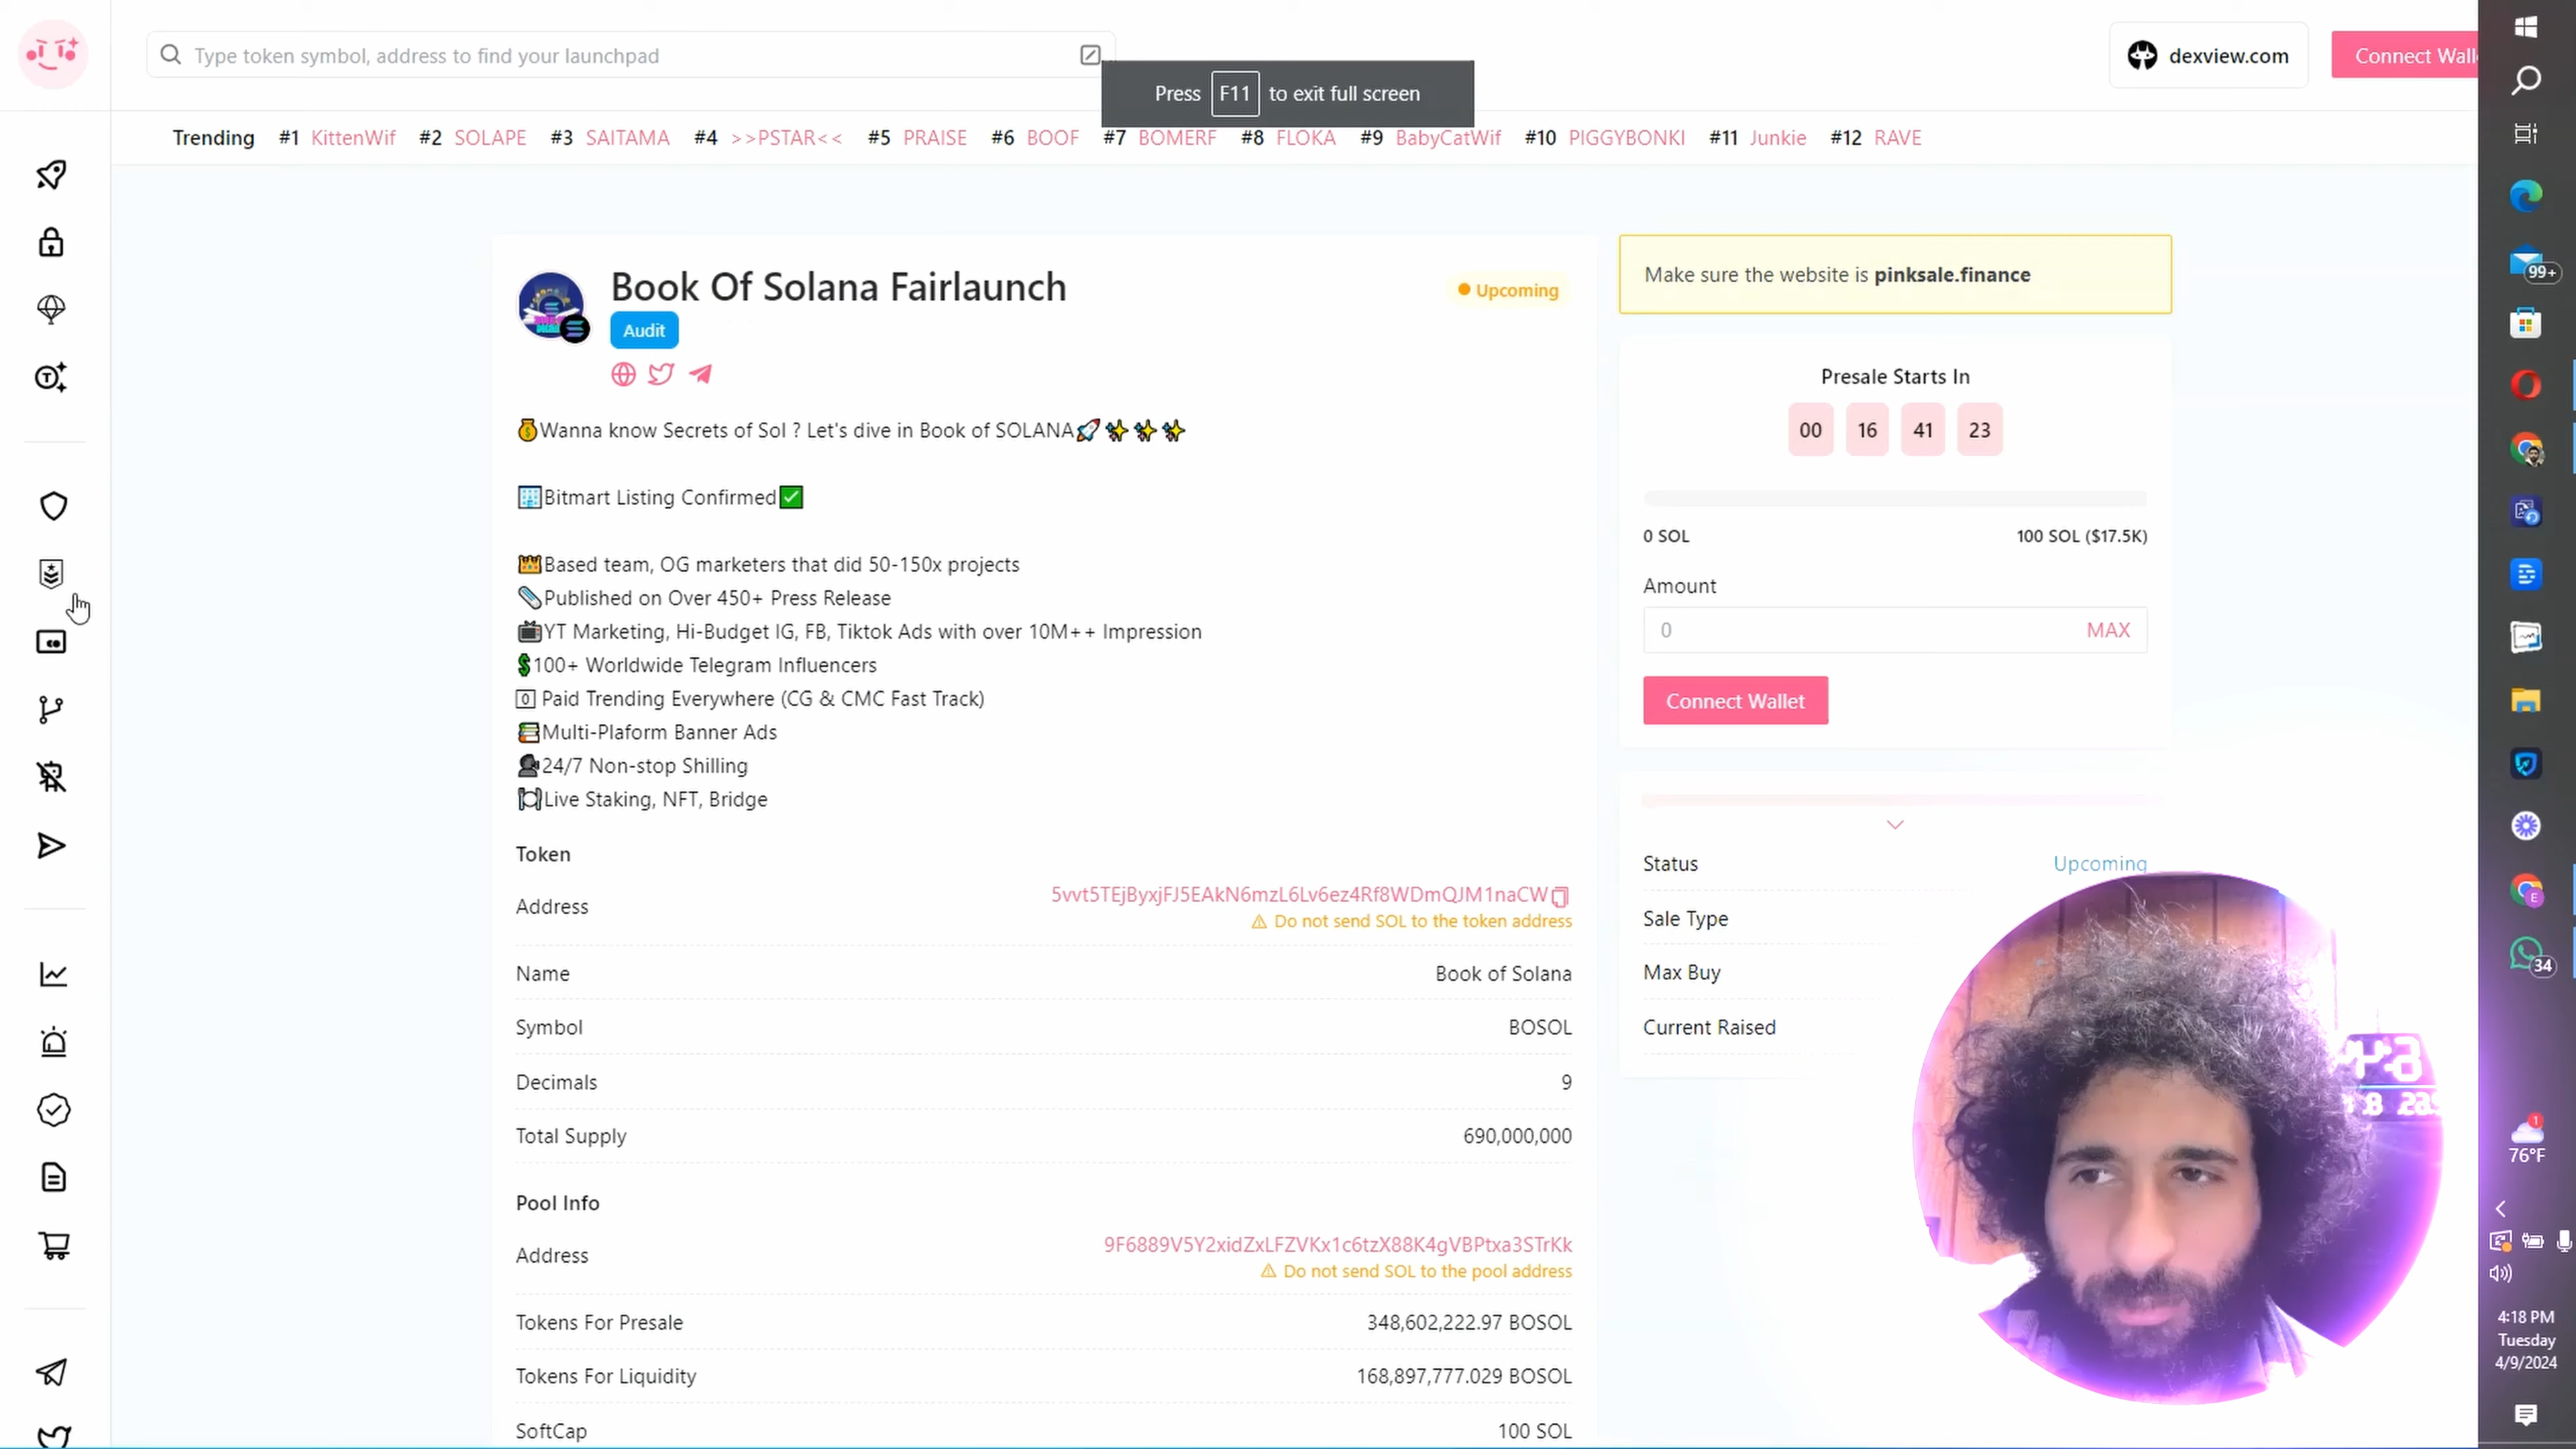 Type token symbol, address to find your launchpad
dexview.com
Connect Wall
Press F11 to exit full screen
Trending #1 KittenWif #2 SOLAPE #3 SAITAMA #4 >>PSTAR<< #5 PRAISE #6 BOOF #7 BOMERF #8 FLOKA #9 BabyCatWif #10 PIGGYBONKI #11 Junkie #12 RAVE
Book Of Solana Fairlaunch
Upcoming
Audit
💰Wanna know Secrets of Sol ? Let's dive in Book of SOLANA🚀✨✨✨
🏢Bitmart Listing Confirmed✅
👑Based team, OG marketers that did 50-150x projects
📎Published on Over 450+ Press Release
📺YT Marketing, Hi-Budget IG, FB, Tiktok Ads with over 10M++ Impression
💲100+ Worldwide Telegram Influencers
Paid Trending Everywhere (CG & CMC Fast Track)
📚Multi-Plaform Banner Ads
🗣24/7 Non-stop Shilling
🍽Live Staking, NFT, Bridge
Token
Address 5vvt5TEjByxjFJ5EAkN6mzL6Lv6ez4Rf8WDmQJM1naCW
Do not send SOL to the token address
Name Book of Solana
Symbol BOSOL
Decimals 9
Total Supply 690,000,000
Pool Info
Address 9F6889V5Y2xidZxLFZVKx1c6tzX88K4gVBPtxa3STrKk
Do not send SOL to the pool address
Tokens For Presale 348,602,222.97 BOSOL
Tokens For Liquidity 168,897,777.029 BOSOL
SoftCap 100 SOL
Make sure the website is pinksale.finance
Presale Starts In
00 16 41 23
0 SOL 100 SOL ($17.5K)
Amount
0 MAX
Connect Wallet
Status Upcoming
Sale Type
Max Buy
Current Raised
99+
34
1
76°F
4:18 PM
Tuesday
4/9/2024